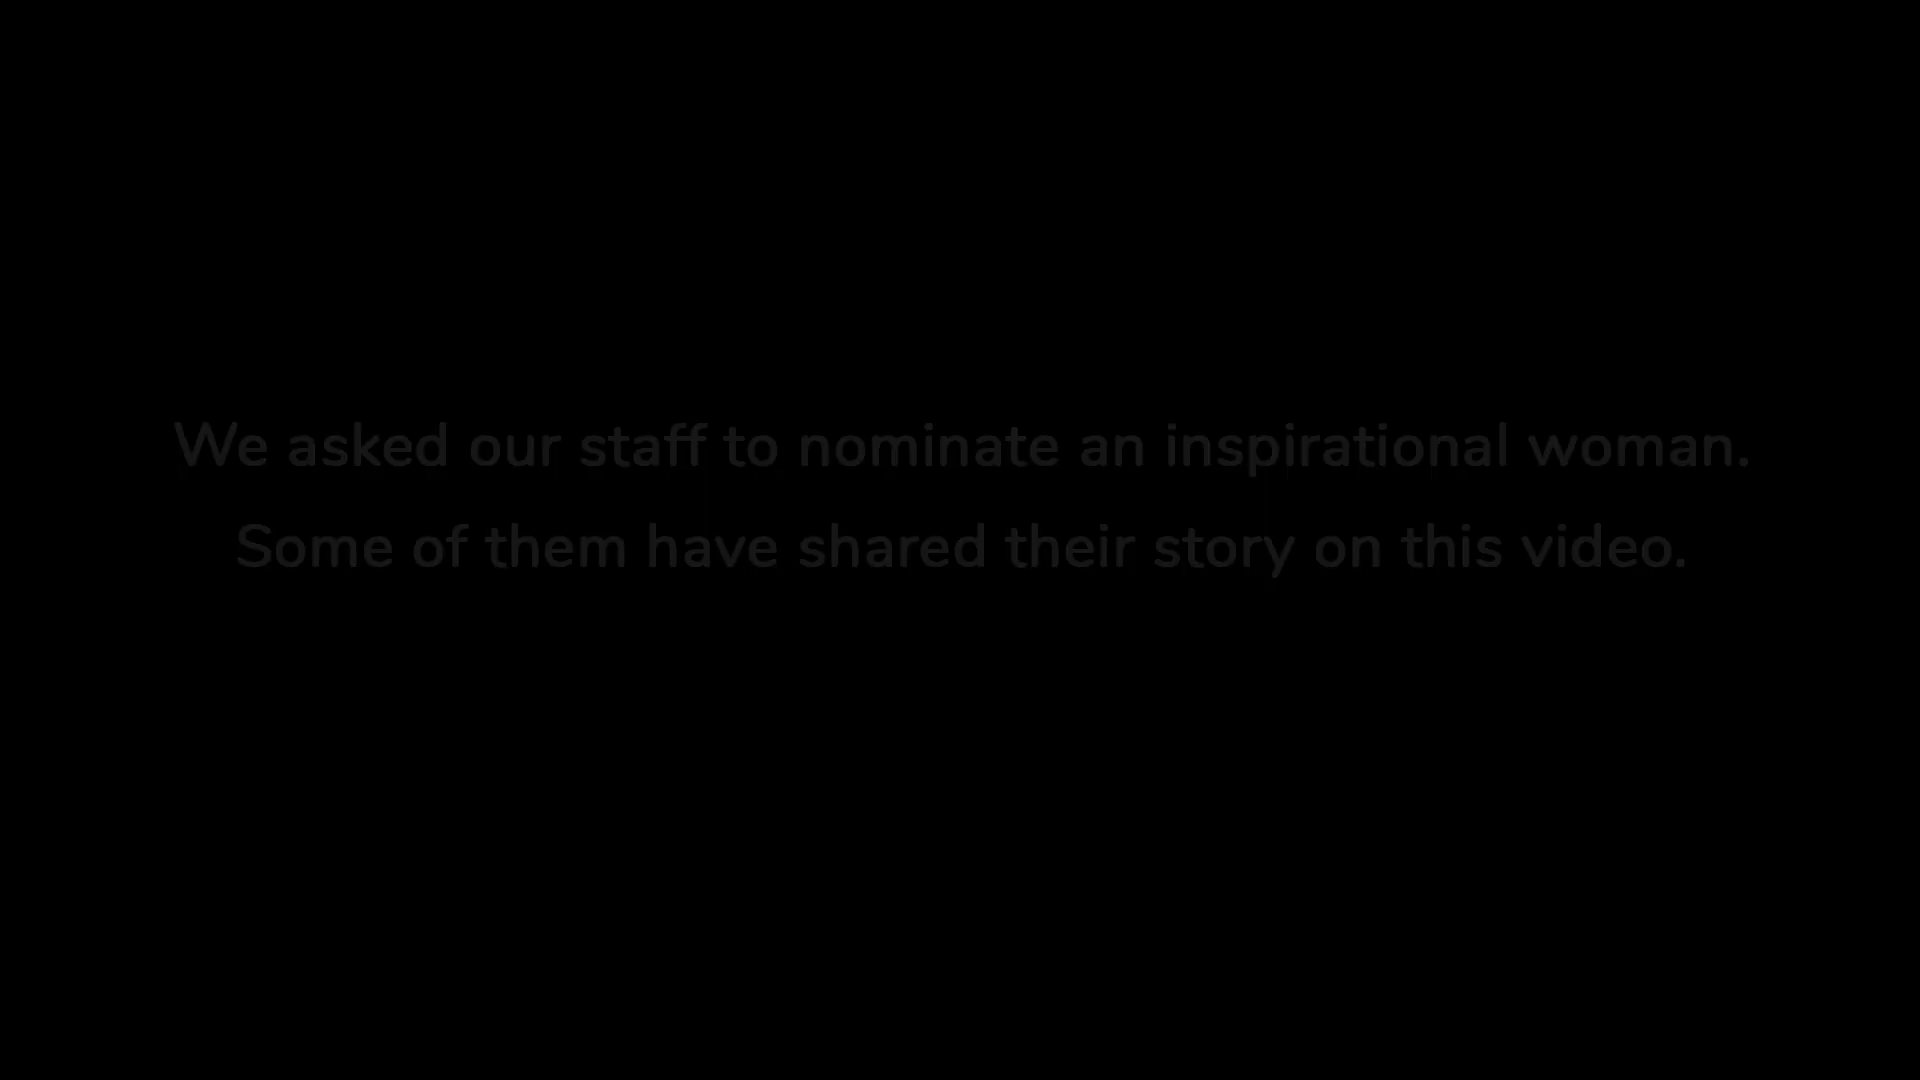 We asked our staff to nominate an inspirational woman.
Some of them have shared their story on this video.